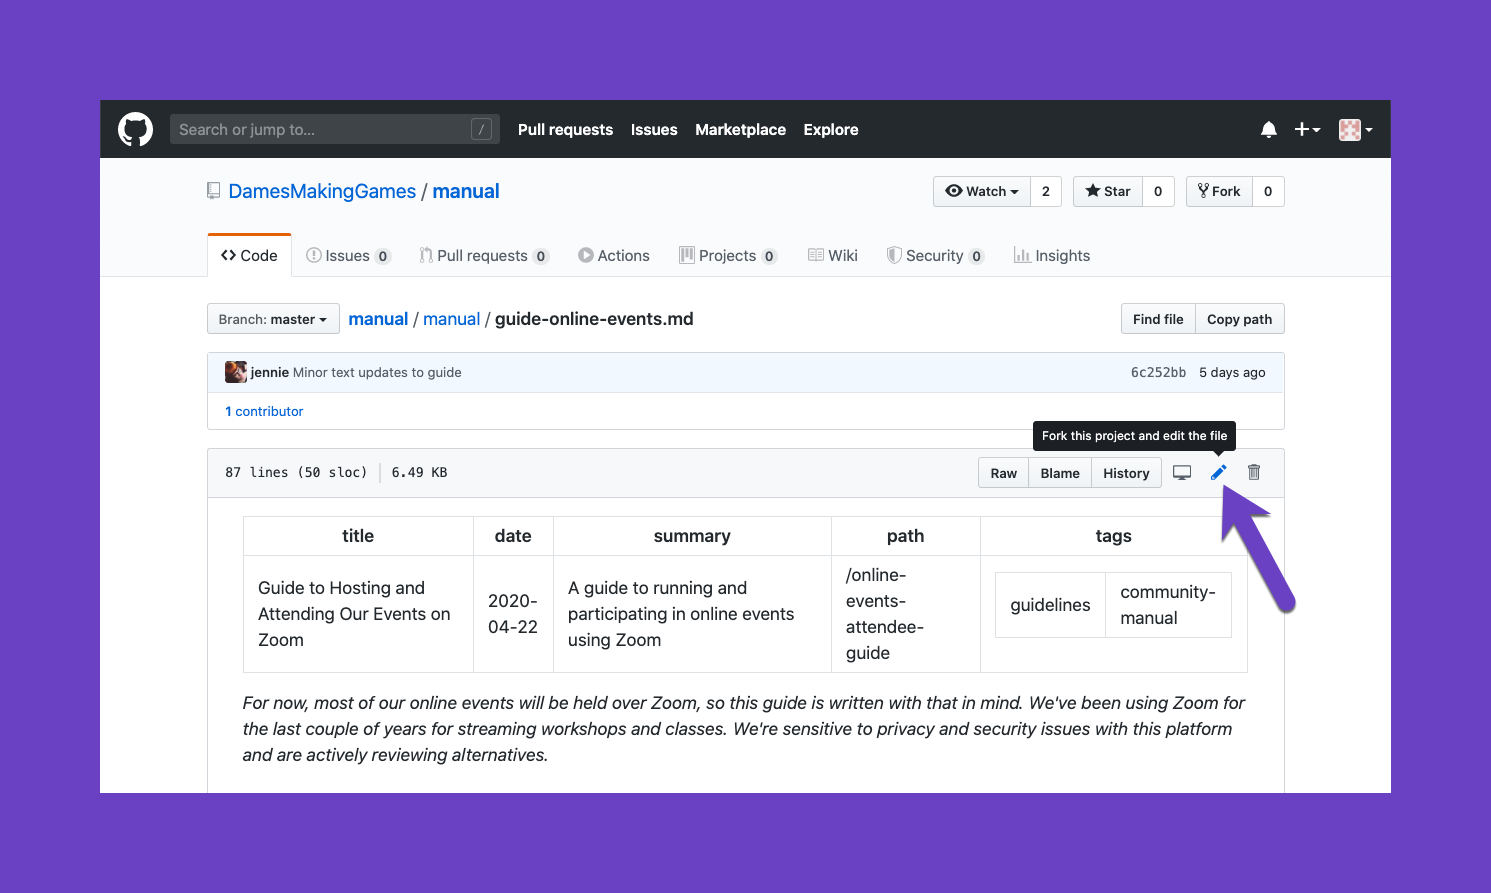 Search or jump to... /
Pull requests Issues Marketplace Explore
DamesMakingGames / manual
Watch 2 Star 0 Fork 0
Code Issues 0 Pull requests 0 Actions Projects 0 Wiki Security 0 Insights
Branch: master manual / manual / guide-online-events.md Find file Copy path
jennie Minor text updates to guide 6c252bb 5 days ago
1 contributor
Fork this project and edit the file
87 lines (50 sloc) 6.49 KB Raw Blame History
title date summary path tags
Guide to Hosting and
Attending Our Events on
Zoom
2020-
04-22
A guide to running and
participating in online events
using Zoom
/online-
events-
attendee-
guide
guidelines
community-
manual
For now, most of our online events will be held over Zoom, so this guide is written with that in mind. We've been using Zoom for
the last couple of years for streaming workshops and classes. We're sensitive to privacy and security issues with this platform
and are actively reviewing alternatives.